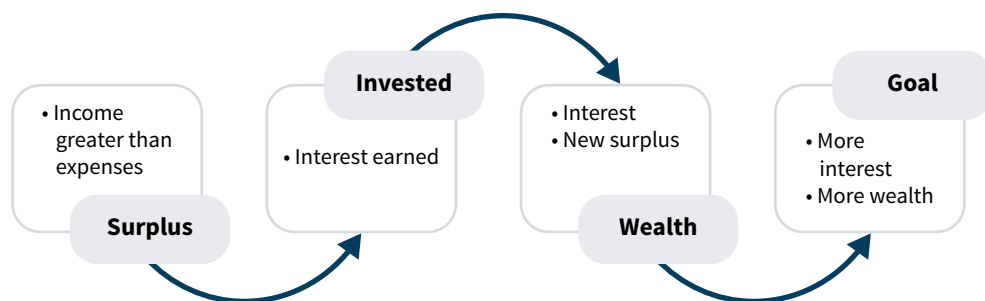 • Income
greater than
expenses
Surplus
Invested
• Interest earned
• Interest
• New surplus
Wealth
Goal
• More
interest
• More wealth